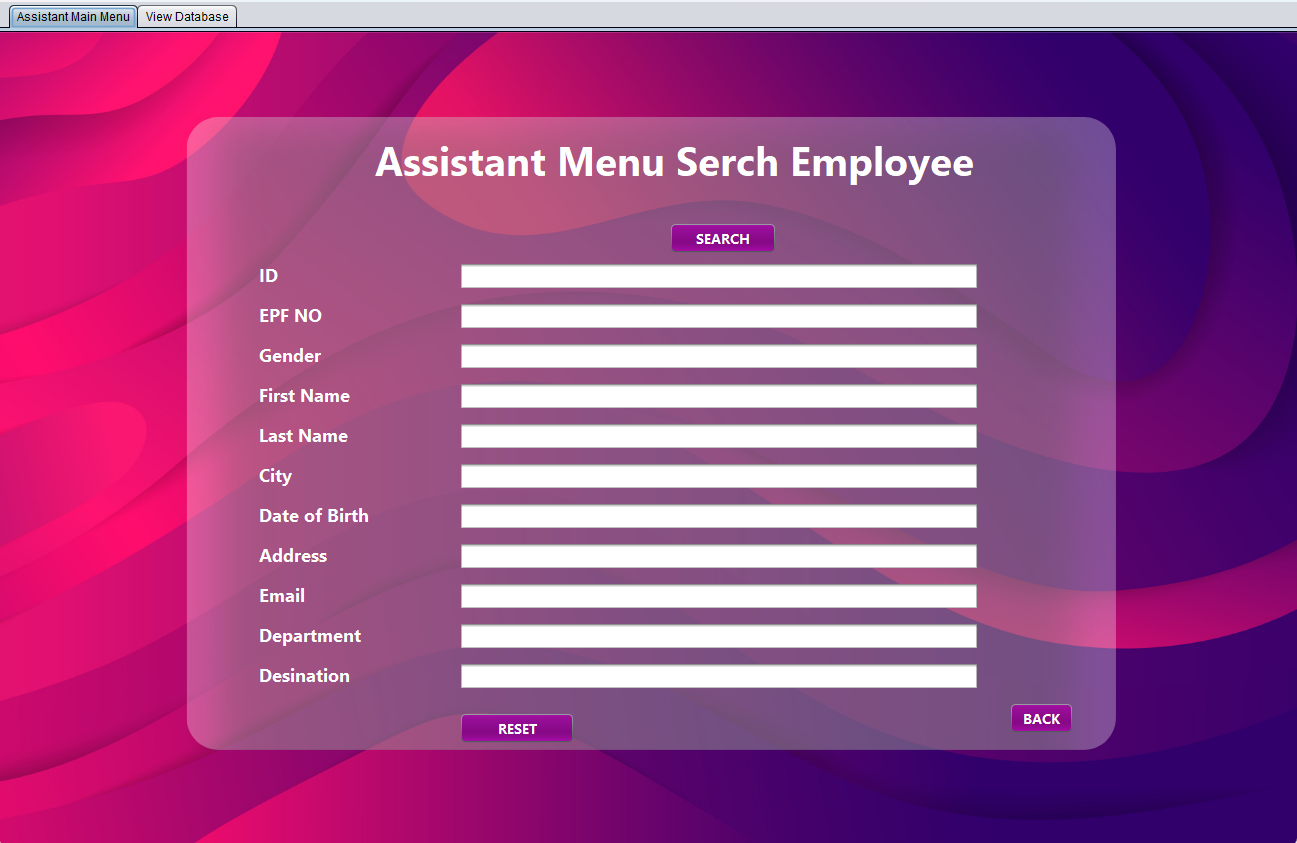 Assistant Main Menu View Database
Assistant Menu Serch Employee
SEARCH
ID
EPF NO
Gender
First Name
Last Name
City
Date of Birth
Address
Email
Department
Desination
RESET
BACK